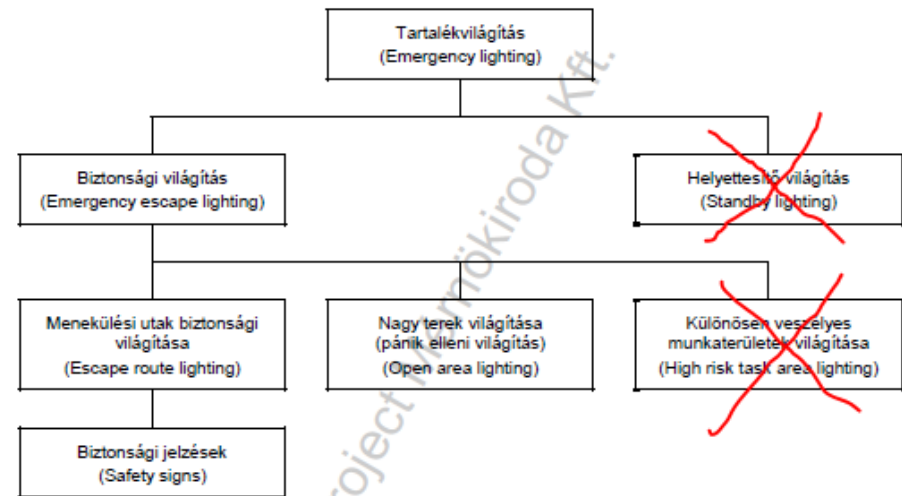 Tartalékvilágítás
(Emergency lighting)
Biztonsági világítás
(Emergency escape lighting)
Helyettesítő világítás
(Standby lighting)
Menekülési utak biztonsági
világítása
(Escape route lighting)
Nagy terek világítása
(pánik elleni világítás)
(Open area lighting)
Különösen veszélyes
munkaterületek világítása
(High risk task area lighting)
Biztonsági jelzések
(Safety signs)
Mérnökiroda Kft.